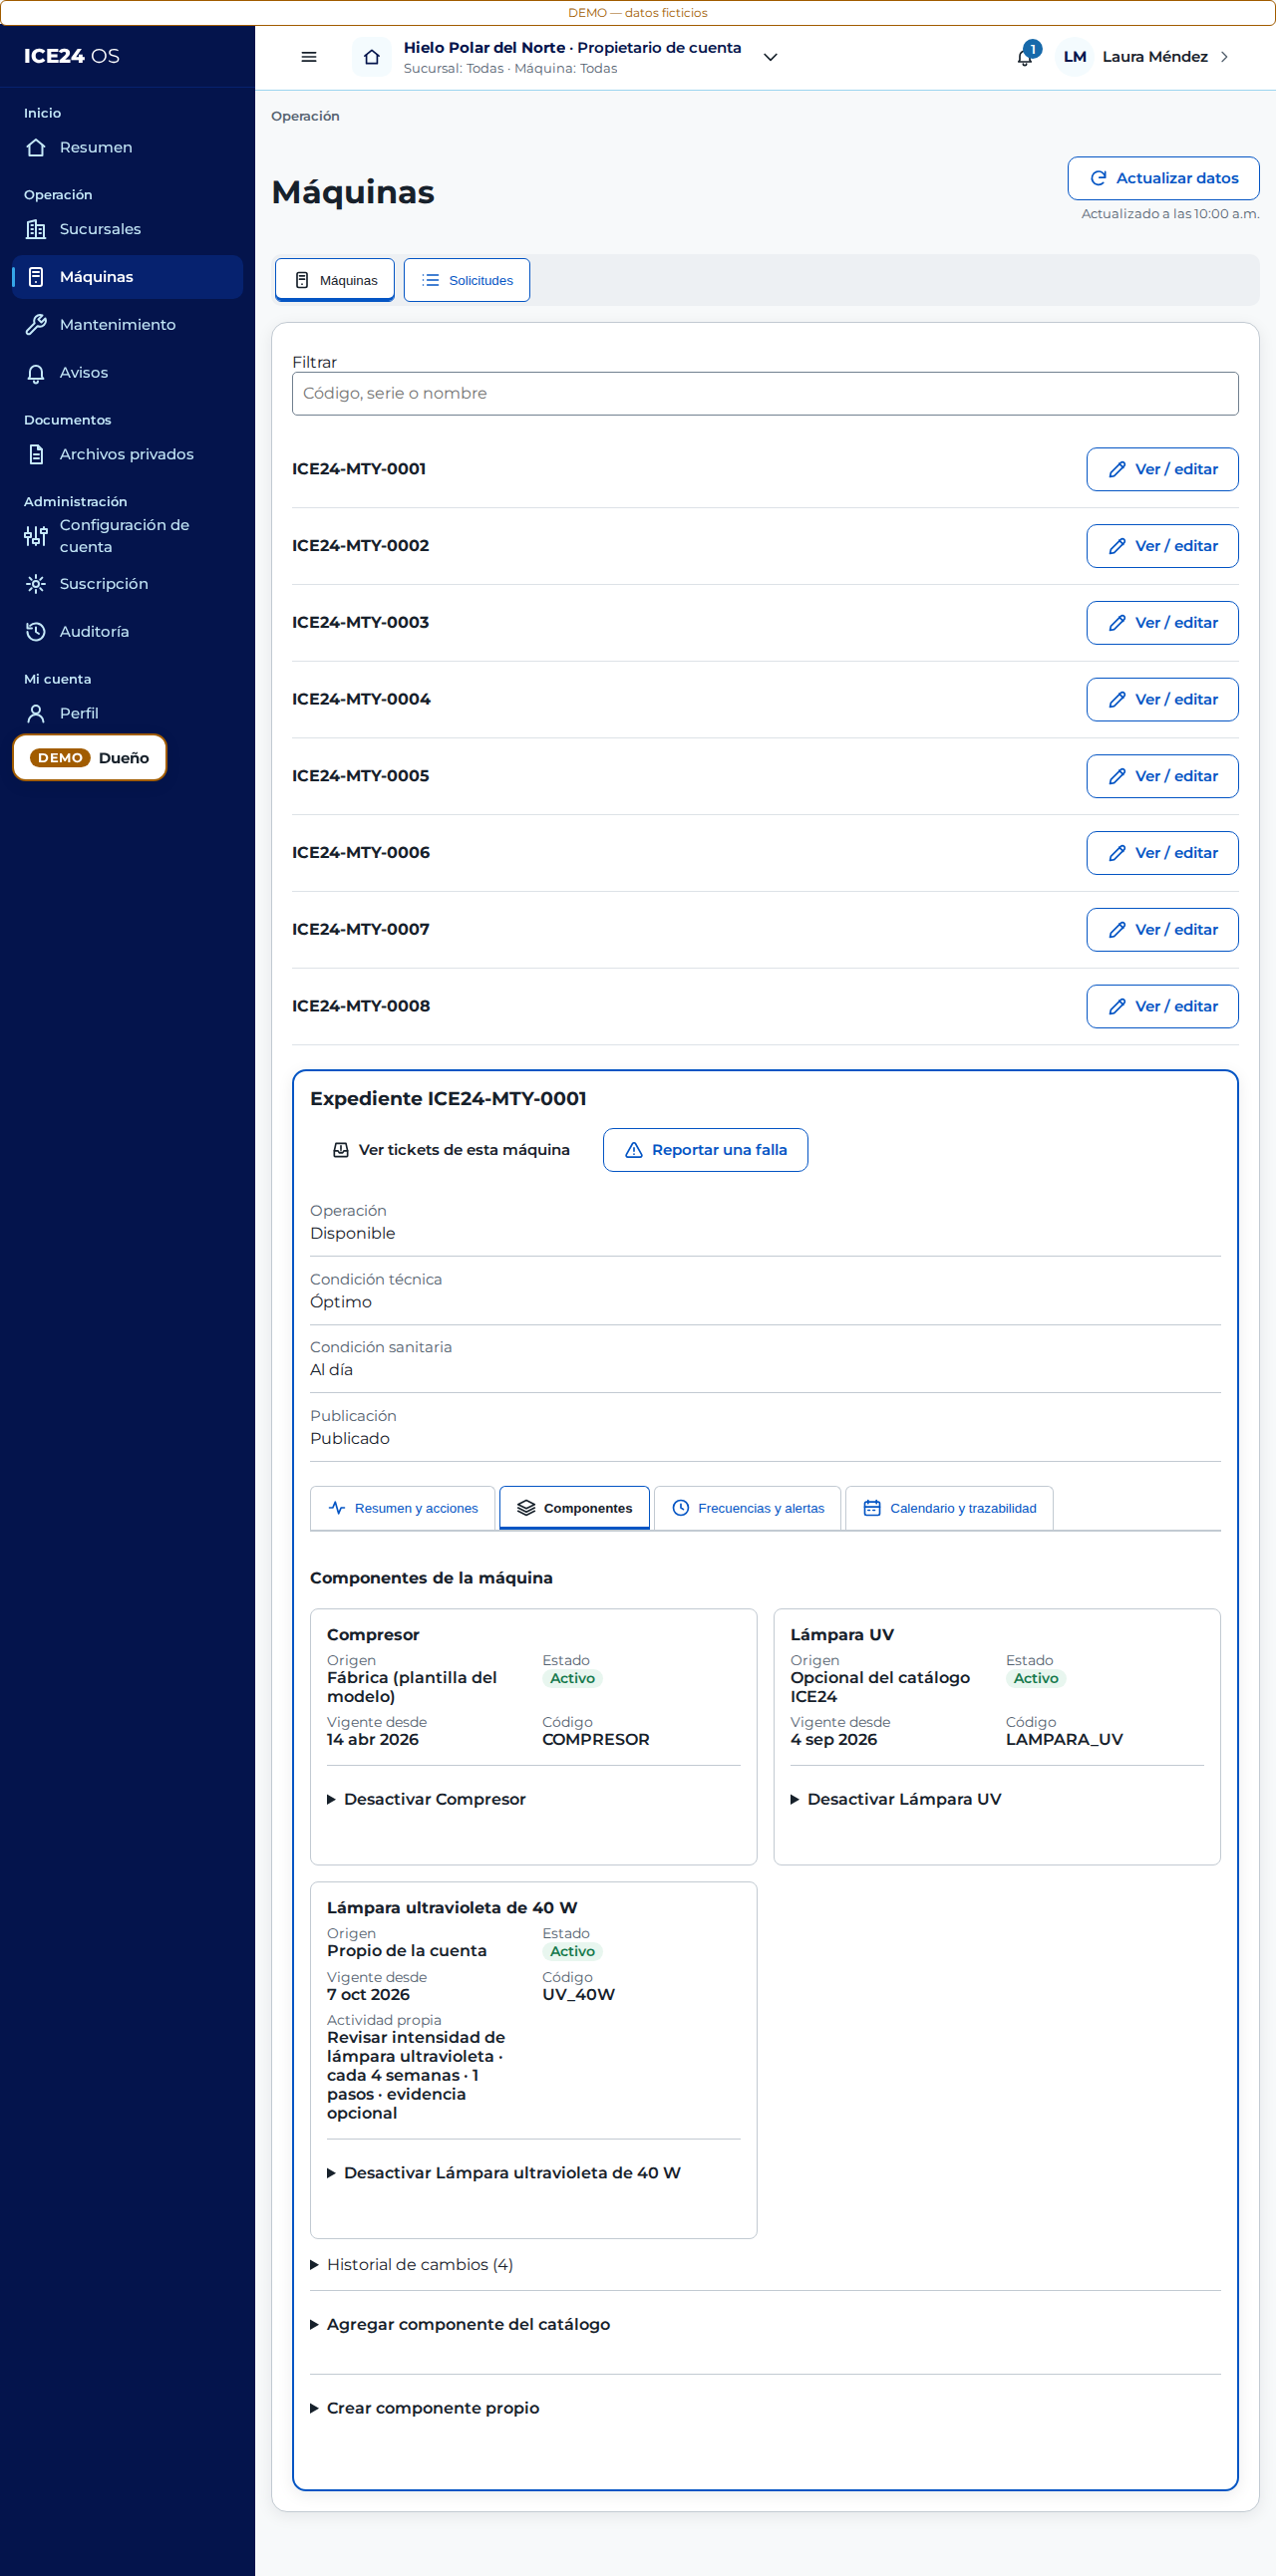 DEMO — datos ficticios
ICE24 OS
Hielo Polar del Norte · Propietario de cuenta
Sucursal: Todas · Máquina: Todas
1
LM
Laura Méndez
Inicio
Resumen
Operación
Sucursales
Máquinas
Mantenimiento
Avisos
Documentos
Archivos privados
Administración
Configuración de
cuenta
Suscripción
Auditoría
Mi cuenta
Perfil
DEMO Dueño
Operación
Máquinas
Actualizar datos
Actualizado a las 10:00 a.m.
Máquinas
Solicitudes
Filtrar
Código, serie o nombre
ICE24-MTY-0001
Ver / editar
ICE24-MTY-0002
Ver / editar
ICE24-MTY-0003
Ver / editar
ICE24-MTY-0004
Ver / editar
ICE24-MTY-0005
Ver / editar
ICE24-MTY-0006
Ver / editar
ICE24-MTY-0007
Ver / editar
ICE24-MTY-0008
Ver / editar
Expediente ICE24-MTY-0001
Ver tickets de esta máquina
Reportar una falla
Operación
Disponible
Condición técnica
Óptimo
Condición sanitaria
Al día
Publicación
Publicado
Resumen y acciones
Componentes
Frecuencias y alertas
Calendario y trazabilidad
Componentes de la máquina
Compresor
Origen
Fábrica (plantilla del
modelo)
Estado
Activo
Vigente desde
14 abr 2026
Código
COMPRESOR
Desactivar Compresor
Lámpara UV
Origen
Opcional del catálogo
ICE24
Estado
Activo
Vigente desde
4 sep 2026
Código
LAMPARA_UV
Desactivar Lámpara UV
Lámpara ultravioleta de 40 W
Origen
Propio de la cuenta
Estado
Activo
Vigente desde
7 oct 2026
Código
UV_40W
Actividad propia
Revisar intensidad de
lámpara ultravioleta ·
cada 4 semanas · 1
pasos · evidencia
opcional
Desactivar Lámpara ultravioleta de 40 W
Historial de cambios (4)
Agregar componente del catálogo
Crear componente propio